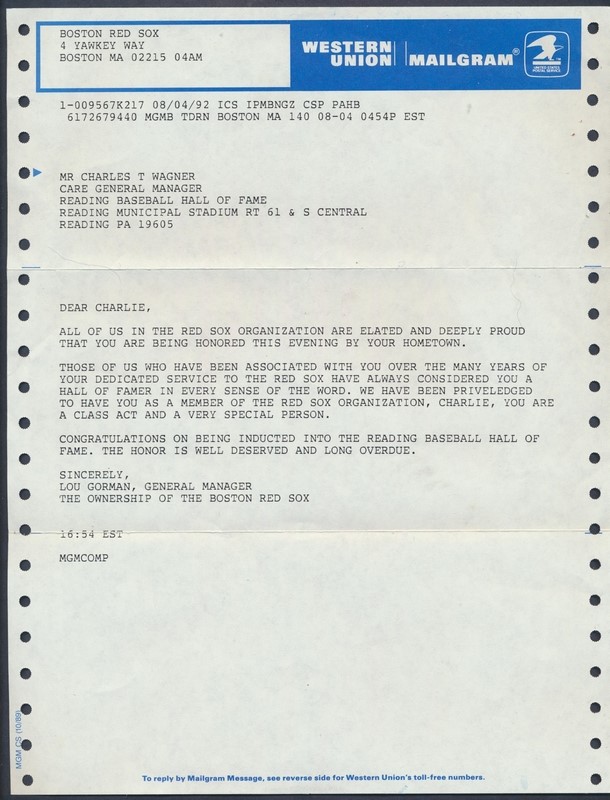 BOSTON RED SOX
4 YAWKEY WAY
BOSTON MA 02215 04AM
WESTERN UNION | MAILGRAM®
UNITED STATES POSTAL SERVICE
1-009567K217 08/04/92 ICS IPMBNGZ CSP PAHB
6172679440 MGMB TDRN BOSTON MA 140 08-04 0454P EST
MR CHARLES T WAGNER
CARE GENERAL MANAGER
READING BASEBALL HALL OF FAME
READING MUNICIPAL STADIUM RT 61 & S CENTRAL
READING PA 19605
DEAR CHARLIE,
ALL OF US IN THE RED SOX ORGANIZATION ARE ELATED AND DEEPLY PROUD
THAT YOU ARE BEING HONORED THIS EVENING BY YOUR HOMETOWN.
THOSE OF US WHO HAVE BEEN ASSOCIATED WITH YOU OVER THE MANY YEARS OF
YOUR DEDICATED SERVICE TO THE RED SOX HAVE ALWAYS CONSIDERED YOU A
HALL OF FAMER IN EVERY SENSE OF THE WORD. WE HAVE BEEN PRIVELEDGED
TO HAVE YOU AS A MEMBER OF THE RED SOX ORGANIZATION, CHARLIE, YOU ARE
A CLASS ACT AND A VERY SPECIAL PERSON.
CONGRATULATIONS ON BEING INDUCTED INTO THE READING BASEBALL HALL OF
FAME. THE HONOR IS WELL DESERVED AND LONG OVERDUE.
SINCERELY,
LOU GORMAN, GENERAL MANAGER
THE OWNERSHIP OF THE BOSTON RED SOX
16:54 EST
MGMCOMP
MGM CS (10/89)
To reply by Mailgram Message, see reverse side for Western Union's toll-free numbers.